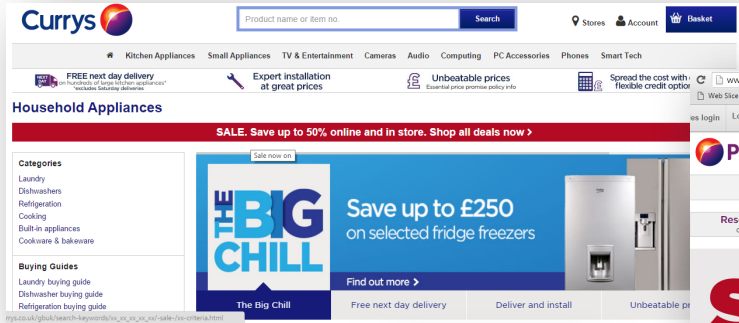 Currys
Product name or item no.
Search
Stores
Account
Basket
Kitchen Appliances Small Appliances TV & Entertainment Cameras Audio Computing PC Accessories Phones Smart Tech
FREE next day delivery
on hundreds of large kitchen appliances*
*excludes Saturday deliveries
Expert installation
at great prices
Unbeatable prices
Essential price promise policy info
Spread the cost with
flexible credit optio
Household Appliances
SALE. Save up to 50% online and in store. Shop all deals now >
Sale now on
Categories
Laundry
Dishwashers
Refrigeration
Cooking
Built-in appliances
Cookware & bakeware
Buying Guides
Laundry buying guide
Dishwasher buying guide
Refrigeration buying guide
THE BIG CHILL
Save up to £250
on selected fridge freezers
Find out more >
The Big Chill Free next day delivery Deliver and install Unbeatable pr
rrys.co.uk/gbuk/search-keywords/xx_xx_xx_xx_xx/-sale-/xx-criteria.html
ww
Web Slice
es login Lo
P
Res
S